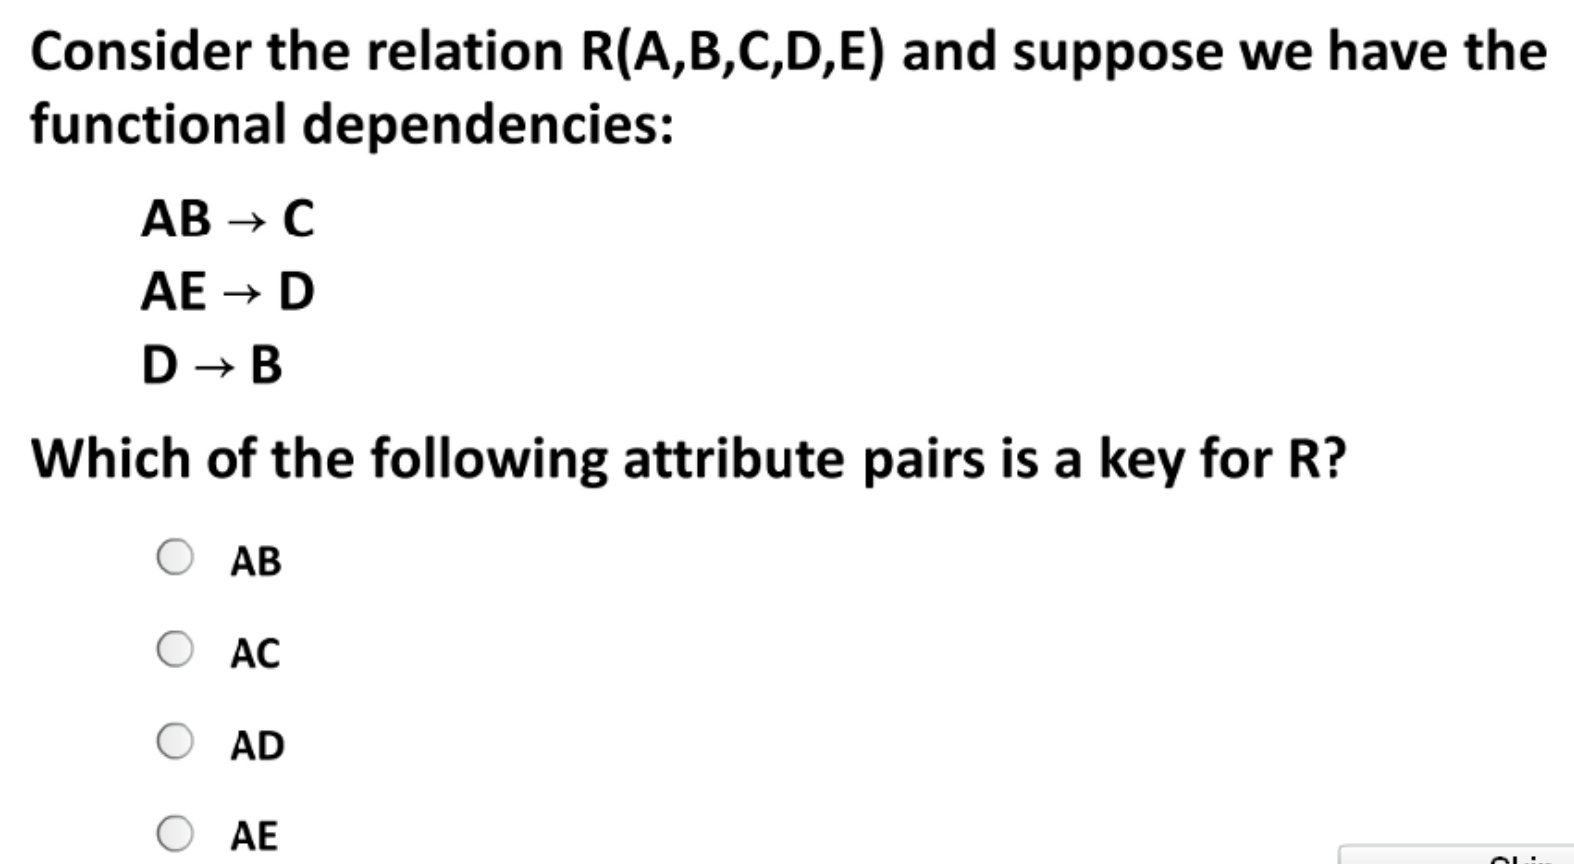 Consider the relation R(A,B,C,D,E) and suppose we have the
functional dependencies:
AB → C
AE → D
D → B
Which of the following attribute pairs is a key for R?
AB
AC
AD
AE